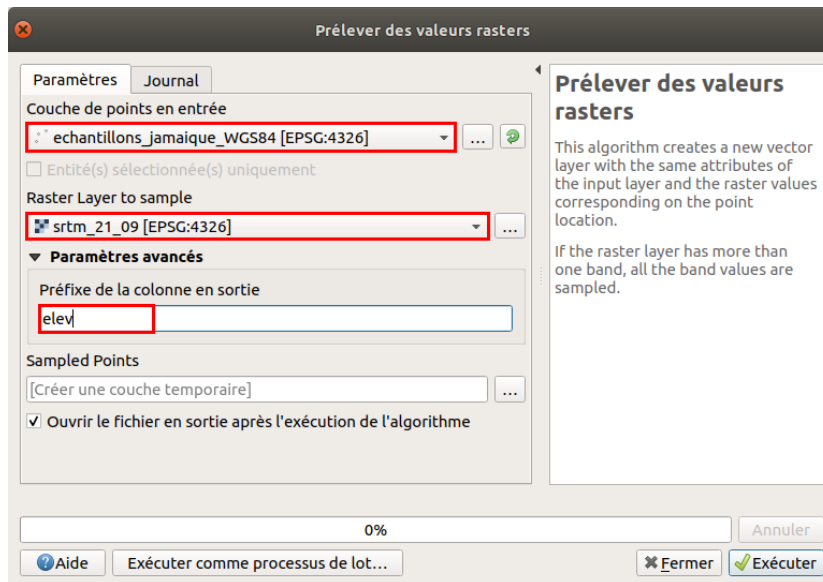 Prélever des valeurs rasters
Paramètres
Journal
Couche de points en entrée
echantillons_jamaique_WGS84 [EPSG:4326]
...
Entité(s) sélectionnée(s) uniquement
Raster Layer to sample
srtm_21_09 [EPSG:4326]
...
Paramètres avancés
Préfixe de la colonne en sortie
elev
Sampled Points
[Créer une couche temporaire]
...
Ouvrir le fichier en sortie après l'exécution de l'algorithme
Prélever des valeurs
rasters
This algorithm creates a new vector
layer with the same attributes of
the input layer and the raster values
corresponding on the point
location.
If the raster layer has more than
one band, all the band values are
sampled.
0%
Annuler
Aide
Exécuter comme processus de lot...
Fermer
Exécuter